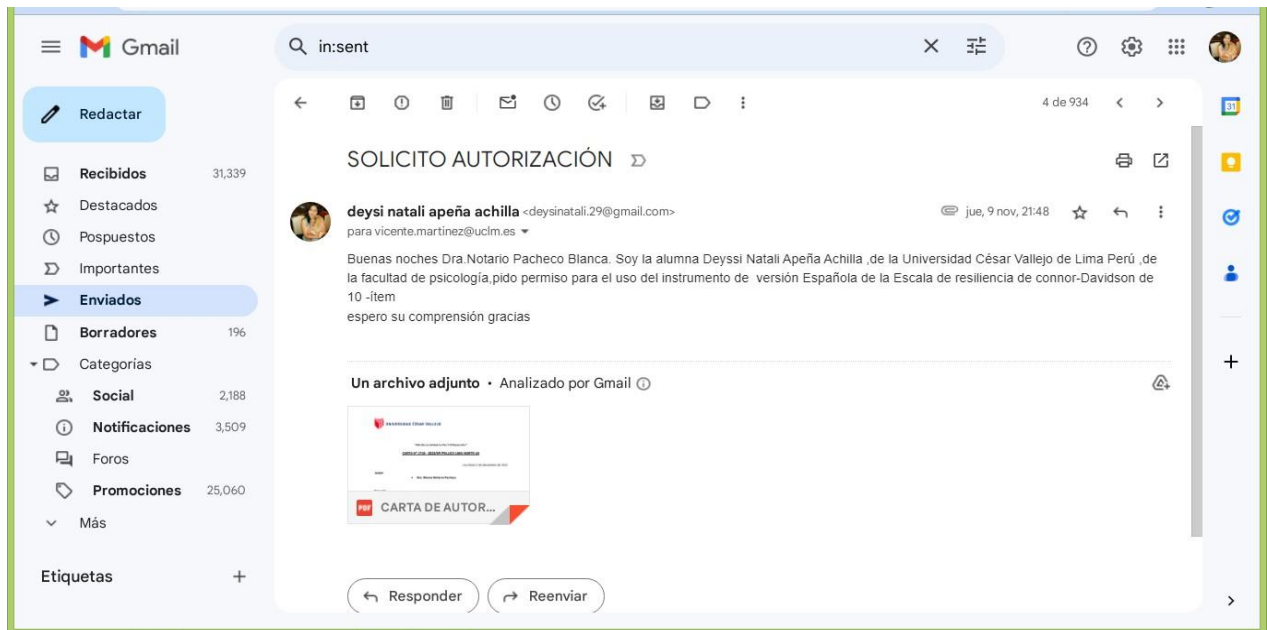 Gmail
in:sent
Redactar
4 de 934
Recibidos 31,339
Destacados
Pospuestos
Importantes
Enviados
Borradores 196
Categorías
Social 2,188
Notificaciones 3,509
Foros
Promociones 25,060
Más
Etiquetas
SOLICITO AUTORIZACIÓN
deysi natali apeña achilla <deysinatali.29@gmail.com>
jue, 9 nov, 21:48
para vicente.martinez@uclm.es
Buenas noches Dra.Notario Pacheco Blanca. Soy la alumna Deyssi Natali Apeña Achilla ,de la Universidad César Vallejo de Lima Perú ,de
la facultad de psicología,pido permiso para el uso del instrumento de versión Española de la Escala de resiliencia de connor-Davidson de
10 -ítem
espero su comprensión gracias
Un archivo adjunto • Analizado por Gmail
UNIVERSIDAD CÉSAR VALLEJO
PDF CARTA DE AUTOR...
Responder
Reenviar
31